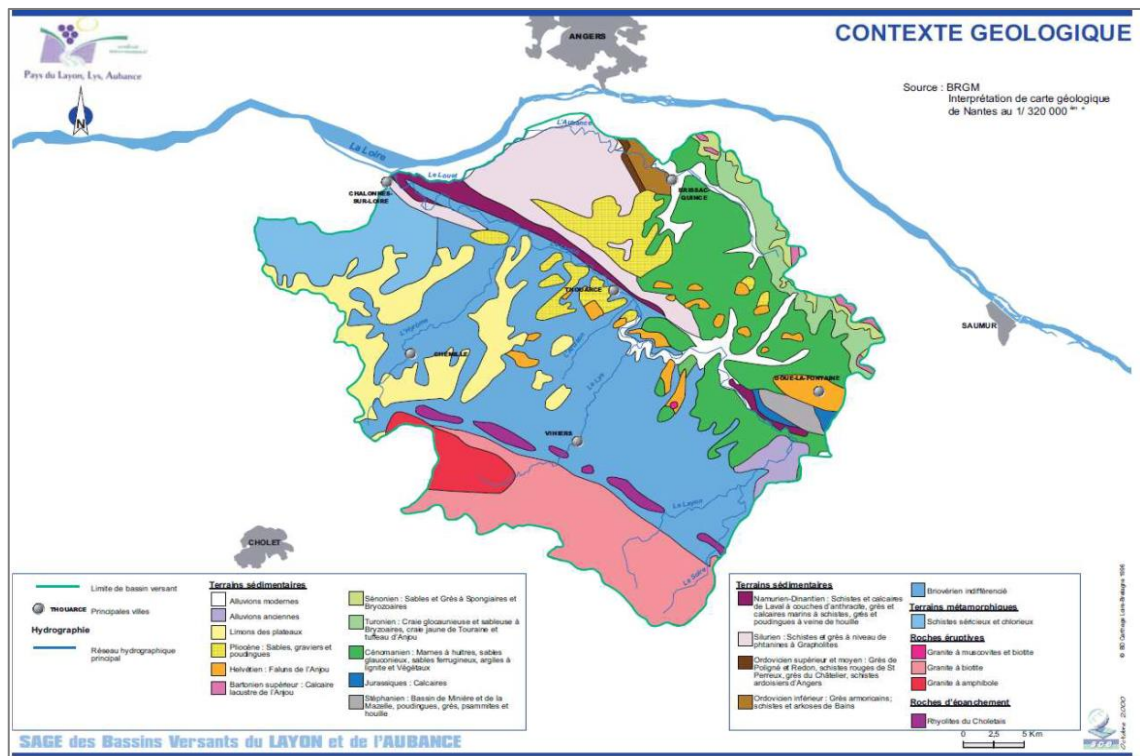 CONTEXTE GEOLOGIQUE
Pays du Layon, Lys, Aubance
N
ANGERS
Source : BRGM
Interprétation de carte géologique
de Nantes au 1/ 320 000
La Loire
L'Aubance
Le Louet
CHALONNES-
SUR-LOIRE
BRISSAC-
QUINCE
THOUARCE
SAUMUR
L'Hyrôme
CHEMILLE
Le Lys
DOUE-LA-FONTAINE
VIHIERS
Le Layon
CHOLET
Limite de bassin versant
THOUARCE Principales villes
Hydrographie
Réseau hydrographique
principal
Terrains sédimentaires
Alluvions modernes
Alluvions anciennes
Limons des plateaux
Pliocène : Sables, graviers et
poudingues
Helvétien : Faluns de l'Anjou
Bartonien supérieur : Calcaire
lacustre de l'Anjou
Sénonien : Sables et Grès à Spongiaires et
Bryozoaires
Turonien : Craie glauconieuse et sableuse à
Bryzoaires, craie jaune de Touraine et
tuffeau d'Anjou
Cénomanien : Marnes à huîtres, sables
glauconieux, sables ferrugineux, argiles à
lignite et Végétaux
Jurassiques : Calcaires
Stéphanien : Bassin de Minière et de la
Mazelle, poudingues, grès, psammites et
houille
Terrains sédimentaires
Namurien-Dinantien : Schistes et calcaires
de Laval à couches d'anthracite, grès et
calcaires marins à schistes, grès et
poudingues à veine de houille
Silurien : Schistes et grès à niveau de
phtanites à Graptolites
Ordovicien supérieur et moyen : Grès de
Poligné et Redon, schistes rouges de St
Perreux, grès du Châtelier, schistes
ardoisiers d'Angers
Ordovicien inférieur : Grès armoricains;
schistes et arkoses de Bains
Briovérien indifférencié
Terrains métamorphiques
Schistes séricieux et chlorieux
Roches éruptives
Granite à muscovites et biotite
Granite à biotite
Granite à amphibole
Roches d'épanchement
Rhyolites du Choletais
0 2,5 5 Km
SAGE des Bassins Versants du LAYON et de l'AUBANCE